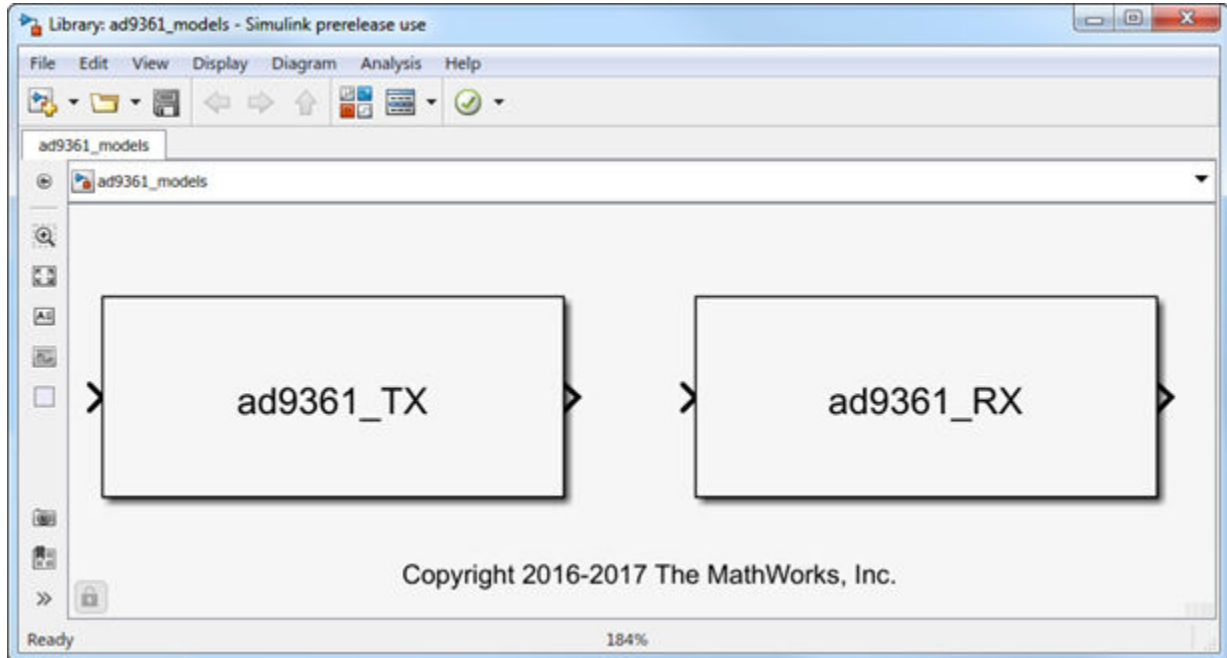 Library: ad9361_models - Simulink prerelease use
File Edit View Display Diagram Analysis Help
ad9361_models
ad9361_models
ad9361_TX
ad9361_RX
Copyright 2016-2017 The MathWorks, Inc.
Ready
184%